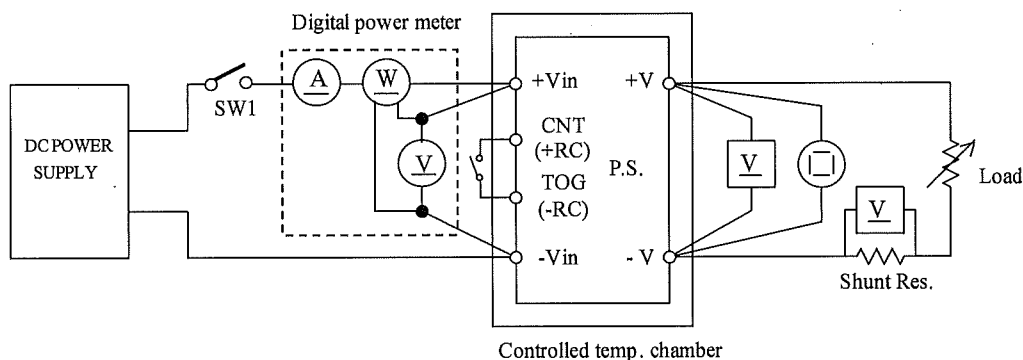 Digital power meter
A
W
V
SW1
DC POWER
SUPPLY
+Vin
CNT
(+RC)
TOG
(-RC)
-Vin
P.S.
+V
-V
V
V
Load
Shunt Res.
Controlled temp. chamber